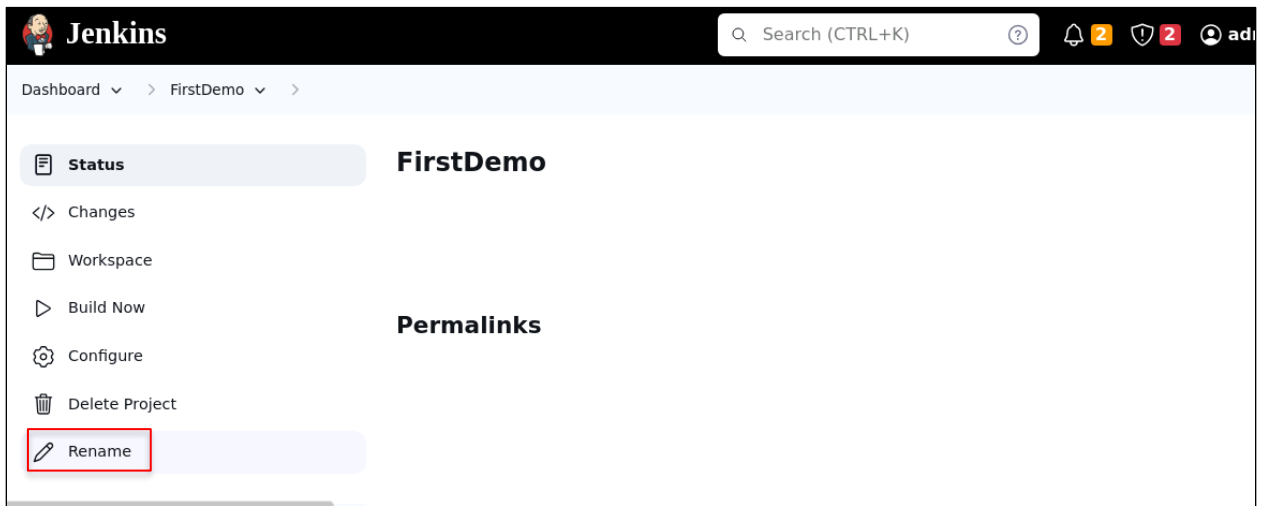 Jenkins
Search (CTRL+K)
2
2
Dashboard
FirstDemo
Status
Changes
Workspace
Build Now
Configure
Delete Project
Rename
FirstDemo
Permalinks